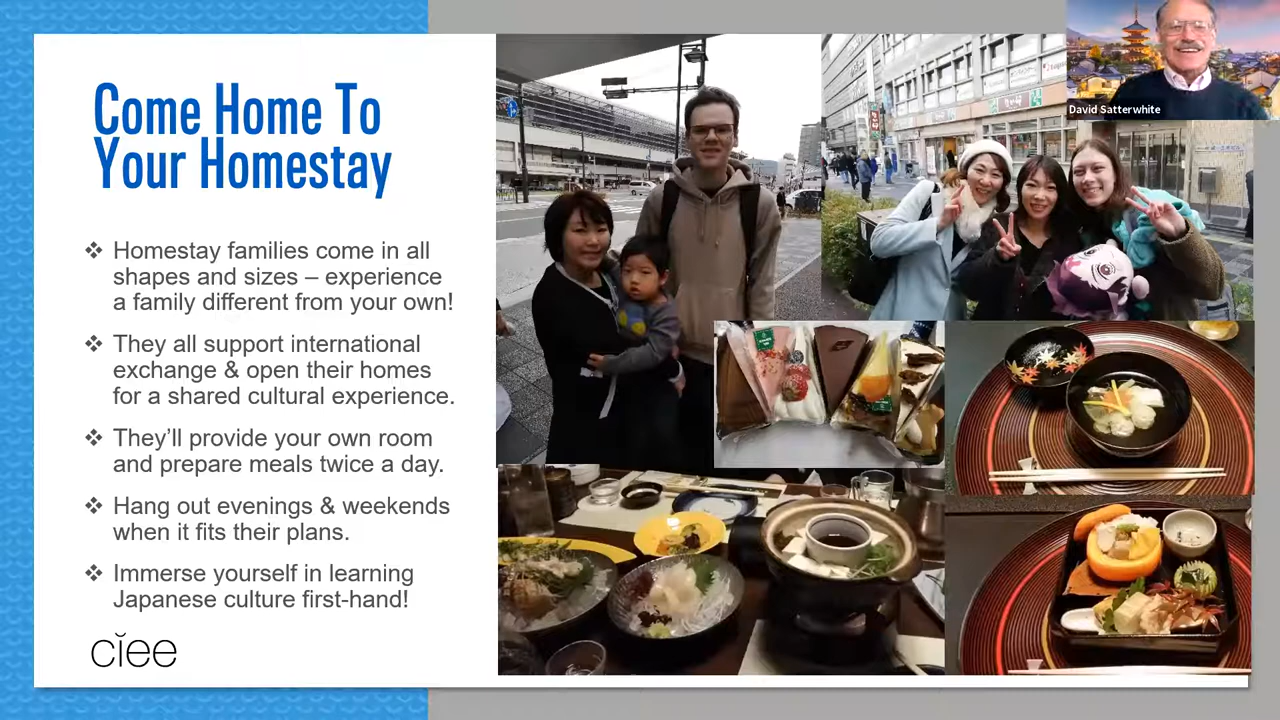 Come Home To
Your Homestay
❖ Homestay families come in all
shapes and sizes – experience
a family different from your own!
❖ They all support international
exchange & open their homes
for a shared cultural experience.
❖ They’ll provide your own room
and prepare meals twice a day.
❖ Hang out evenings & weekends
when it fits their plans.
❖ Immerse yourself in learning
Japanese culture first-hand!
ciee
David Satterwhite